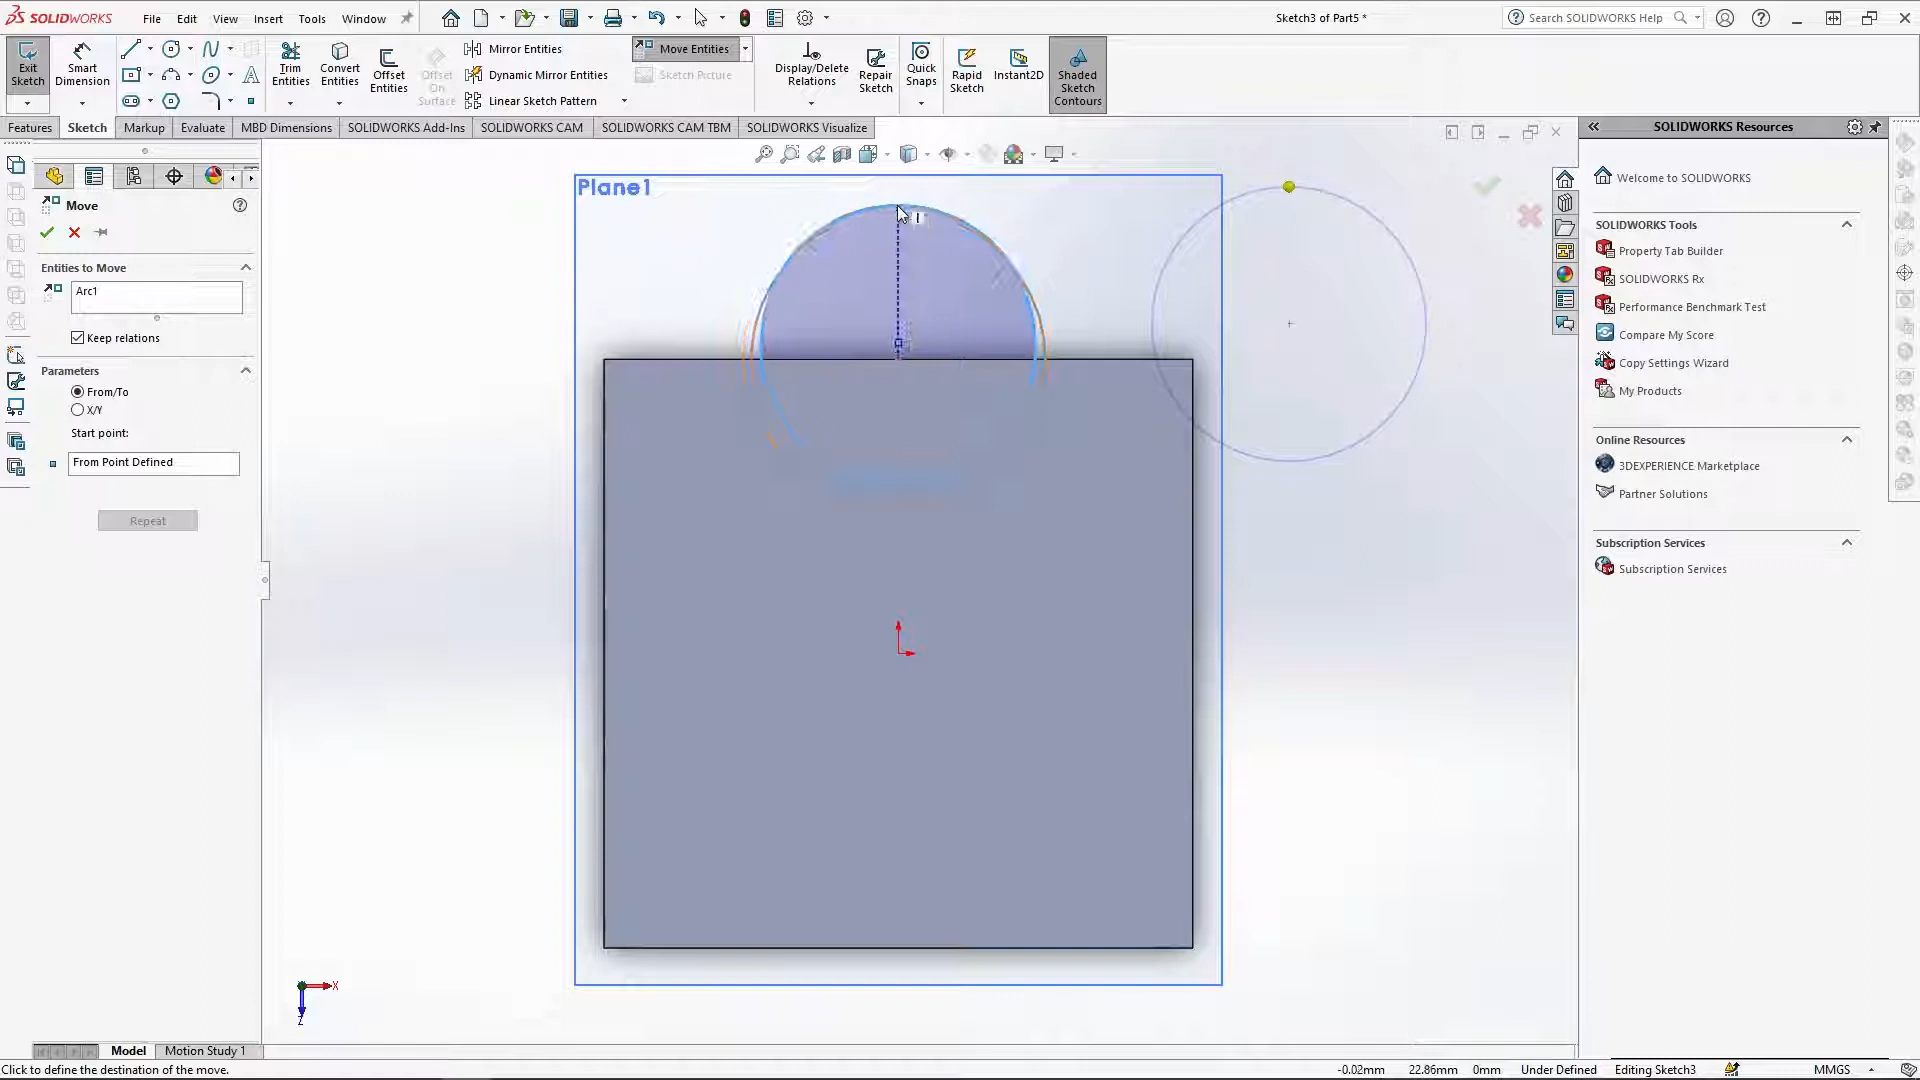 SOLIDWORKS
File Edit View Insert Tools Window
Sketch3 of Part5 *
Search SOLIDWORKS Help
Exit Sketch
Smart Dimension
Trim Entities
Convert Entities
Offset Entities
Offset On Surface
Mirror Entities
Dynamic Mirror Entities
Linear Sketch Pattern
Move Entities
Sketch Picture
Display/Delete Relations
Repair Sketch
Quick Snaps
Rapid Sketch
Instant2D
Shaded Sketch Contours
Features Sketch Markup Evaluate MBD Dimensions SOLIDWORKS Add-Ins SOLIDWORKS CAM SOLIDWORKS CAM TBM SOLIDWORKS Visualize
Move
Entities to Move
Arc1
Keep relations
Parameters
From/To
X/Y
Start point:
From Point Defined
Repeat
Plane1
X
Z
SOLIDWORKS Resources
Welcome to SOLIDWORKS
SOLIDWORKS Tools
Property Tab Builder
SOLIDWORKS Rx
Performance Benchmark Test
Compare My Score
Copy Settings Wizard
My Products
Online Resources
3DEXPERIENCE Marketplace
Partner Solutions
Subscription Services
Subscription Services
Model Motion Study 1
Click to define the destination of the move.
-0.02mm 22.86mm 0mm Under Defined Editing Sketch3 MMGS